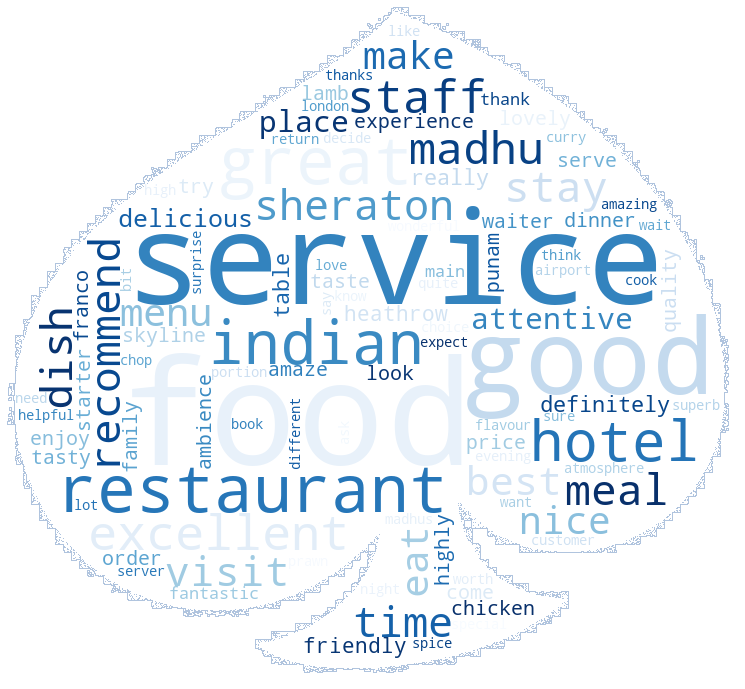 like
make
thanks
staff
lamb
london
thank
place
experience
lovely
return
decide
curry
great
madhu
serve
high
try
really
stay
sheraton
amazing
delicious
waiter
dinner
wait
service
surprise
punam
think
love
main
airport
bit
table
taste
quite
cook
say
know
quality
franco
menu
heathrow
attentive
recommend
dish
skyline
indian
choice
expect
good
chop
food
portion
amaze
look
need
helpful
starter
family
ambience
book
different
ask
definitely
superb
flavour
sure
enjoy
price
hotel
tasty
evening
atmosphere
restaurant
best
meal
lot
want
excellent
madhus
nice
customer
order
eat
highly
server
visit
fantastic
night
worth
come
time
chicken
friendly
spice